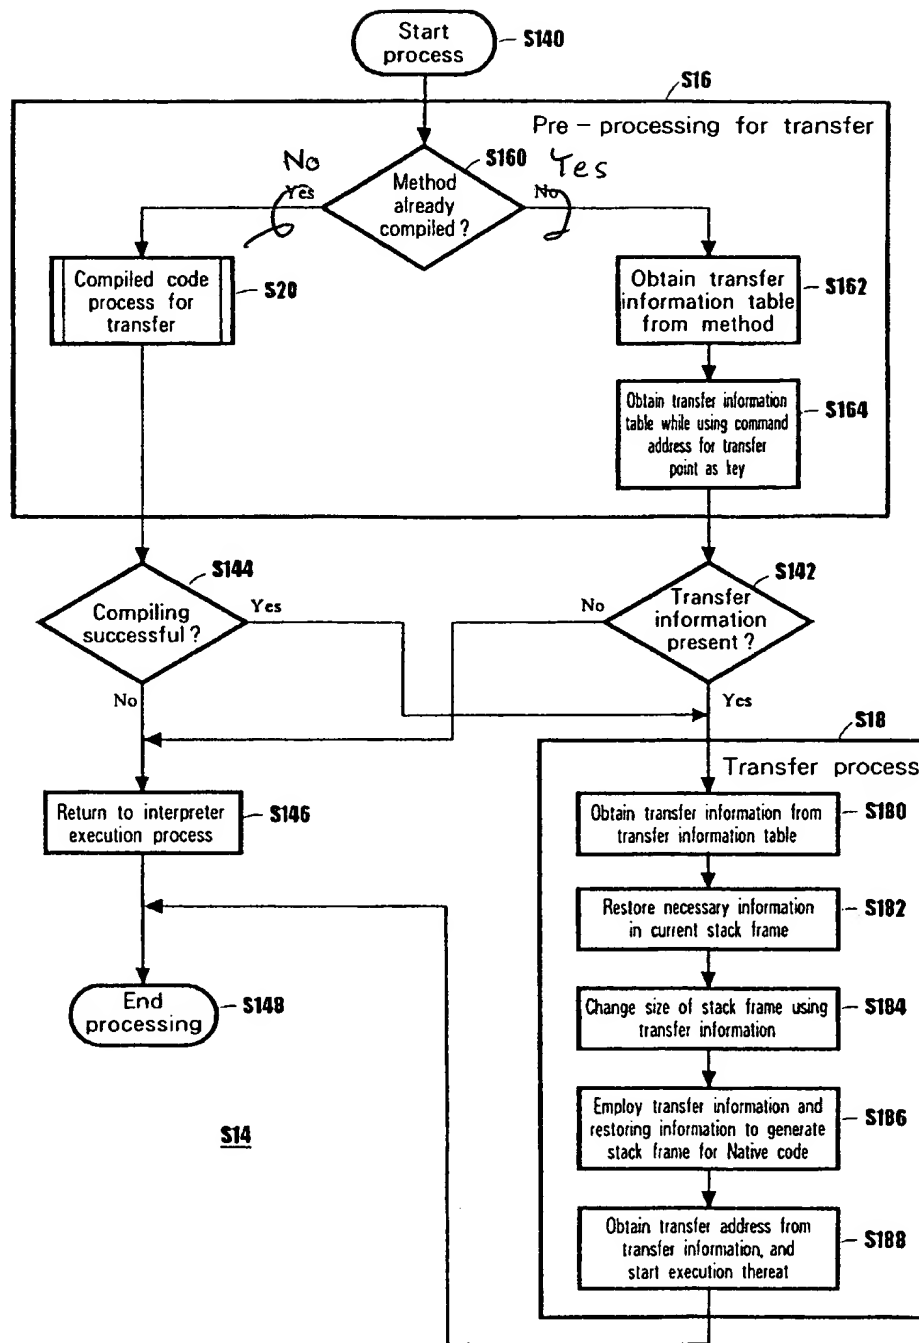 Start
process
S140
S16
Pre - processing for transfer
No
Yes
S160
Yes
No
Method
already
compiled ?
Compiled code
process for
transfer
S20
Obtain transfer
information table
from method
S162
Obtain transfer information
table while using command
address for transfer
point as key
S164
S144
Compiling
successful ?
Yes
No
S142
Transfer
information
present ?
No
Yes
S18
Transfer process
Return to interpreter
execution process
S146
Obtain transfer information from
transfer information table
S180
Restore necessary information
in current stack frame
S182
End
processing
S148
Change size of stack frame using
transfer information
S184
S14
Employ transfer information and
restoring information to generate
stack frame for Native code
S186
Obtain transfer address from
transfer information, and
start execution thereat
S188